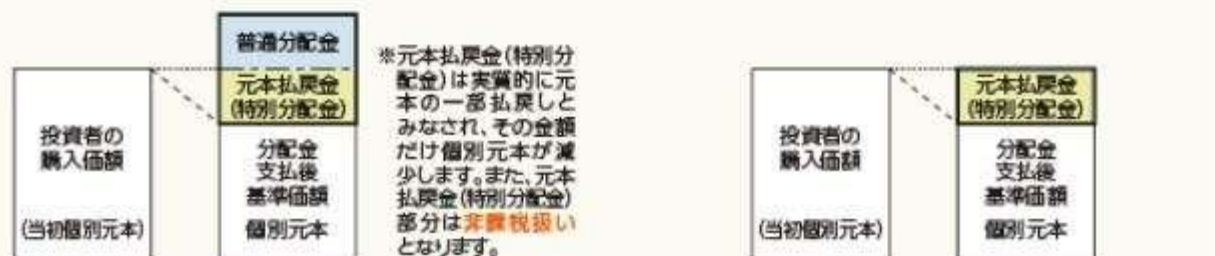 普通分配金
元本払戻金
(特別分配金)
投資者の
購入価額
(当初個別元本)
分配金
支払後
基準価額
個別元本
※元本払戻金(特別分
配金)は実質的に元
本の一部払戻しと
みなされ、その金額
だけ個別元本が減
少します。また、元本
払戻金(特別分配金)
部分は非課税扱い
となります。
投資者の
購入価額
(当初個別元本)
元本払戻金
(特別分配金)
分配金
支払後
基準価額
個別元本